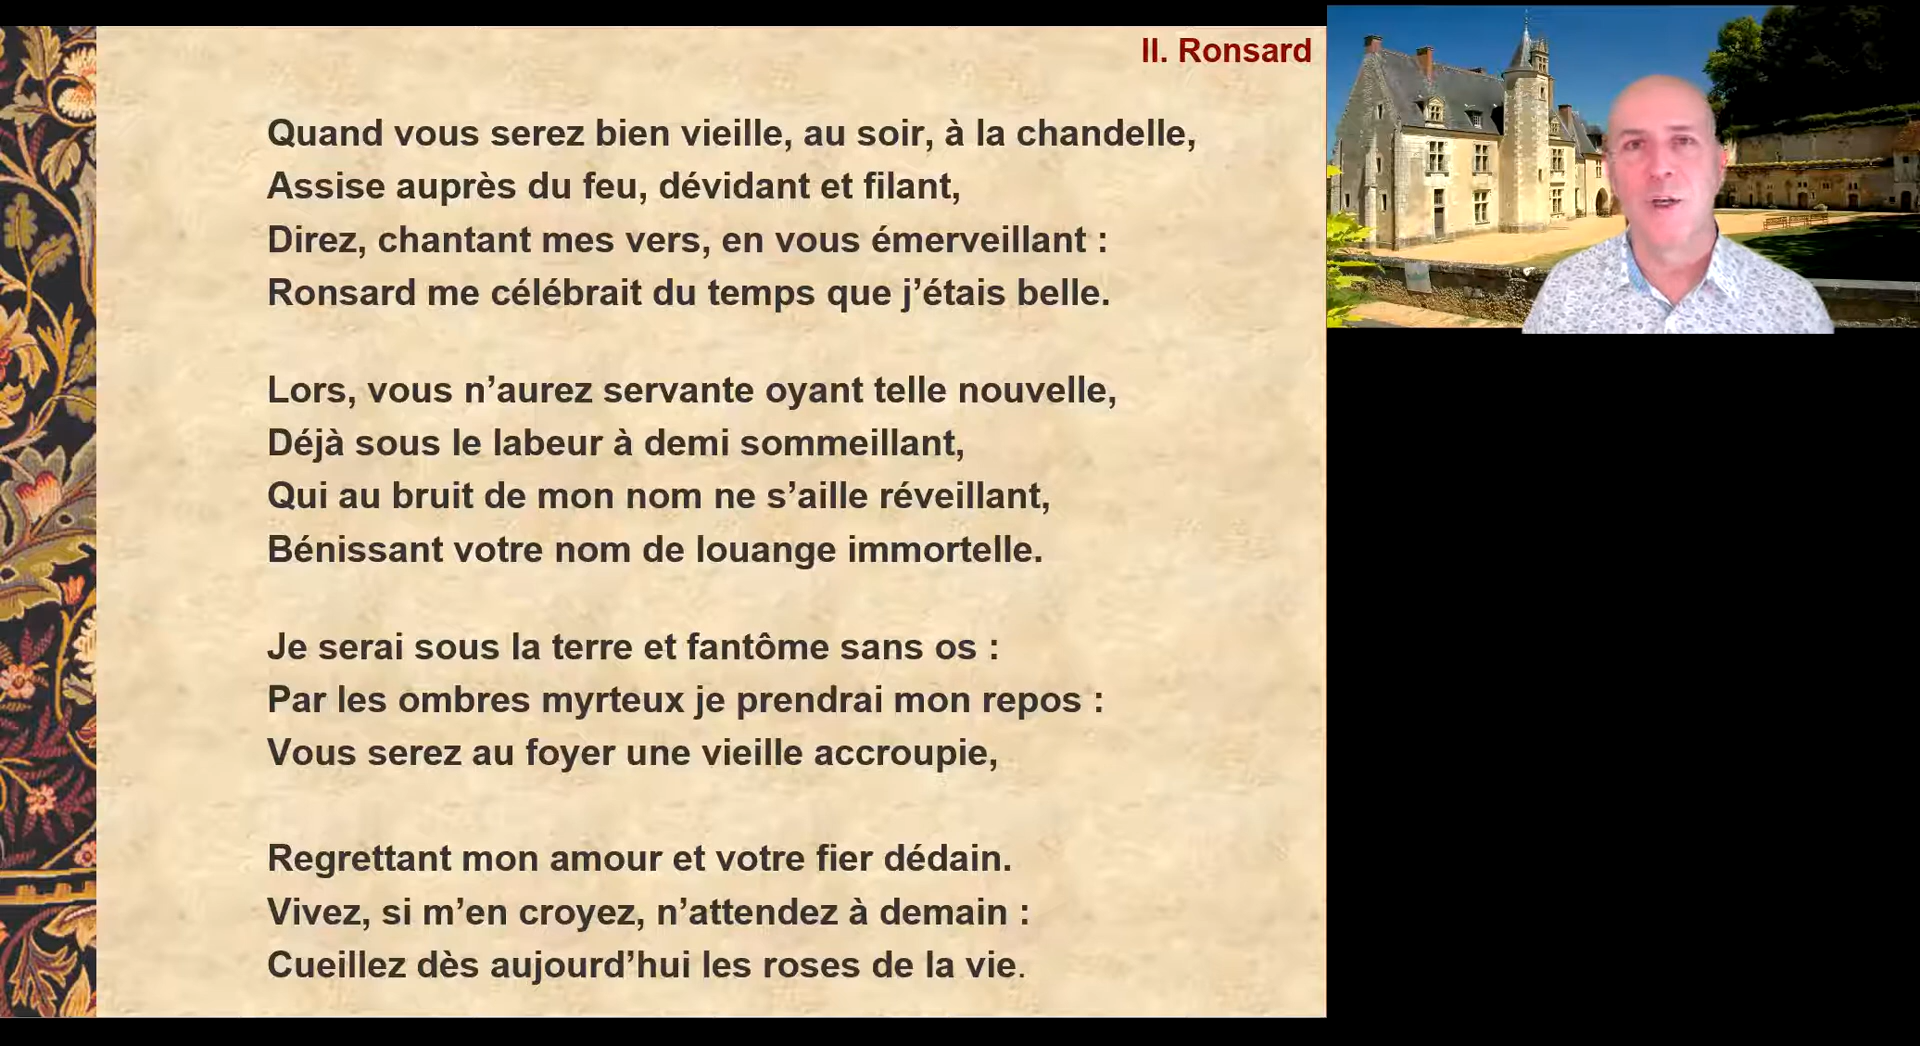 II. Ronsard
Quand vous serez bien vieille, au soir, à la chandelle,
Assise auprès du feu, dévidant et filant,
Direz, chantant mes vers, en vous émerveillant :
Ronsard me célébrait du temps que j’étais belle.
Lors, vous n’aurez servante oyant telle nouvelle,
Déjà sous le labeur à demi sommeillant,
Qui au bruit de mon nom ne s’aille réveillant,
Bénissant votre nom de louange immortelle.
Je serai sous la terre et fantôme sans os :
Par les ombres myrteux je prendrai mon repos :
Vous serez au foyer une vieille accroupie,
Regrettant mon amour et votre fier dédain.
Vivez, si m’en croyez, n’attendez à demain :
Cueillez dès aujourd’hui les roses de la vie.